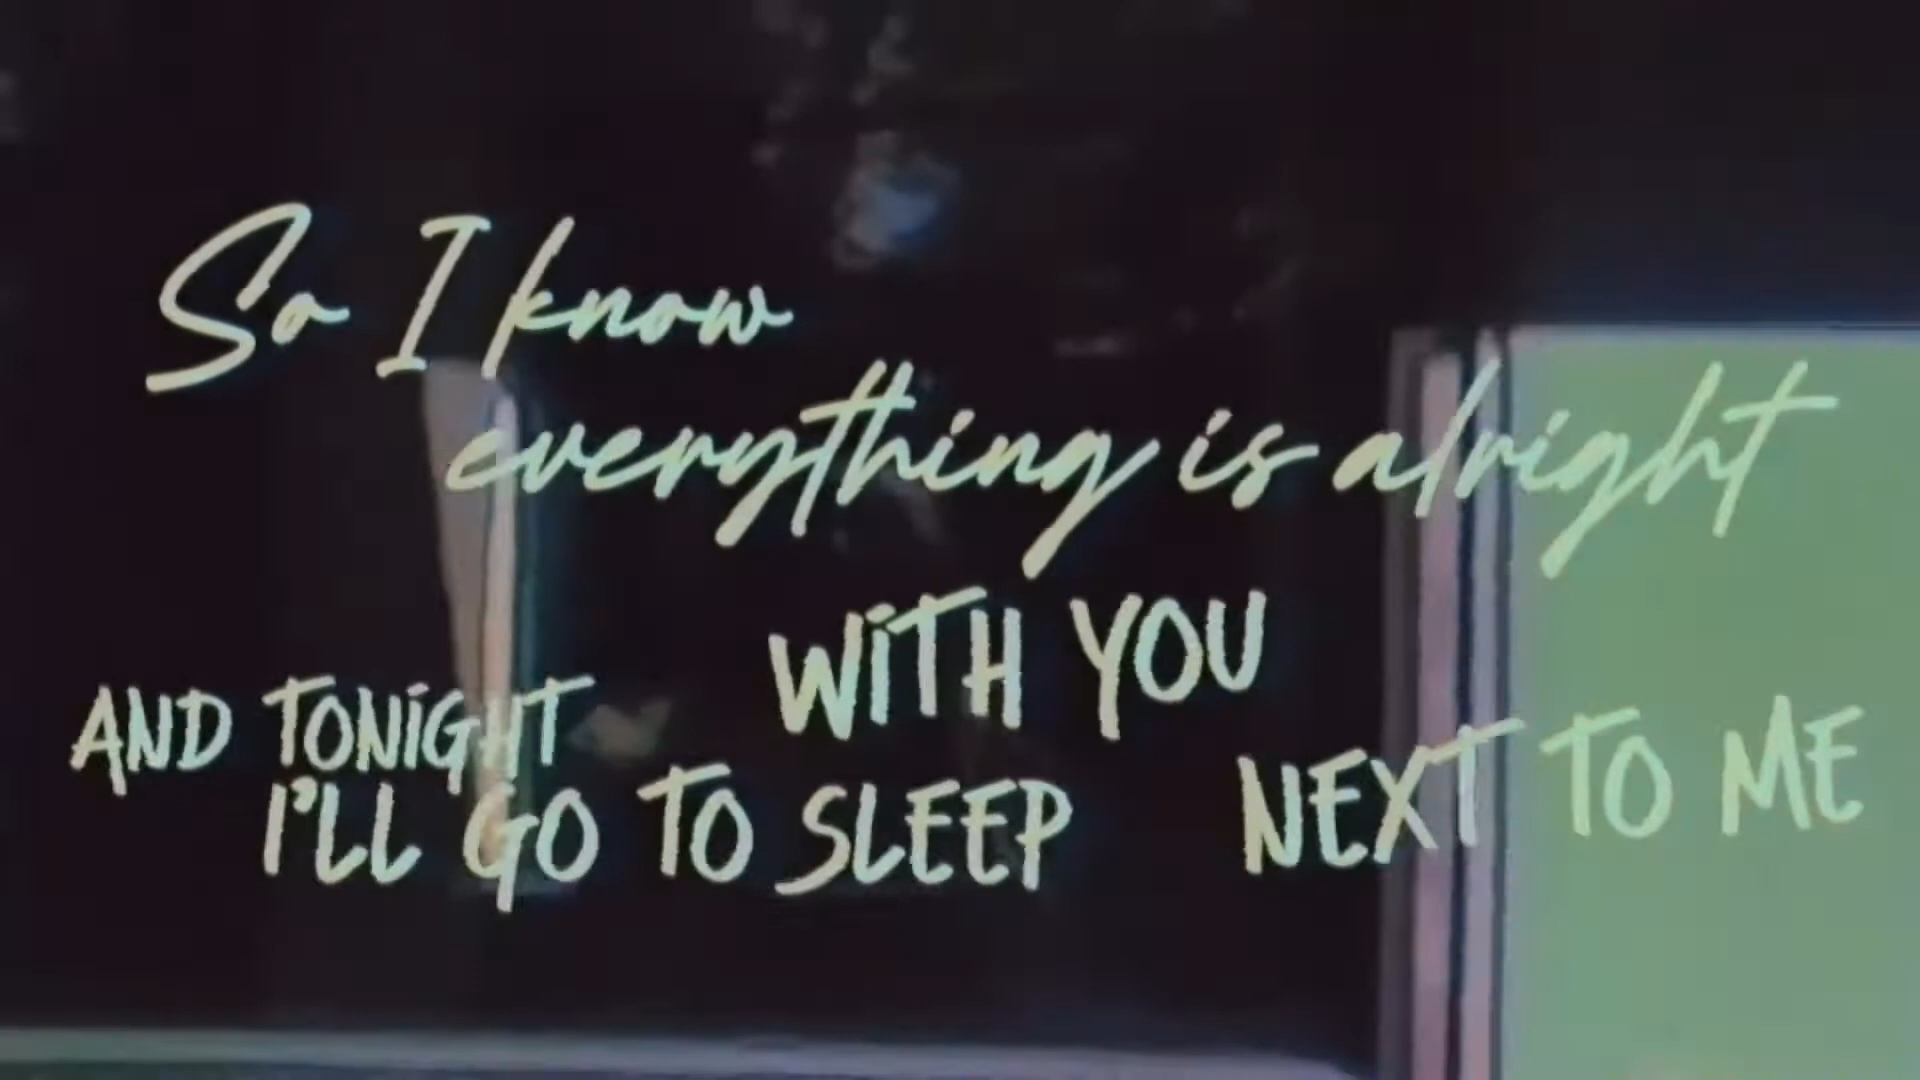 So I know
everything is alright
WITH YOU
AND TONIGHT
I'LL GO TO SLEEP
NEXT TO ME